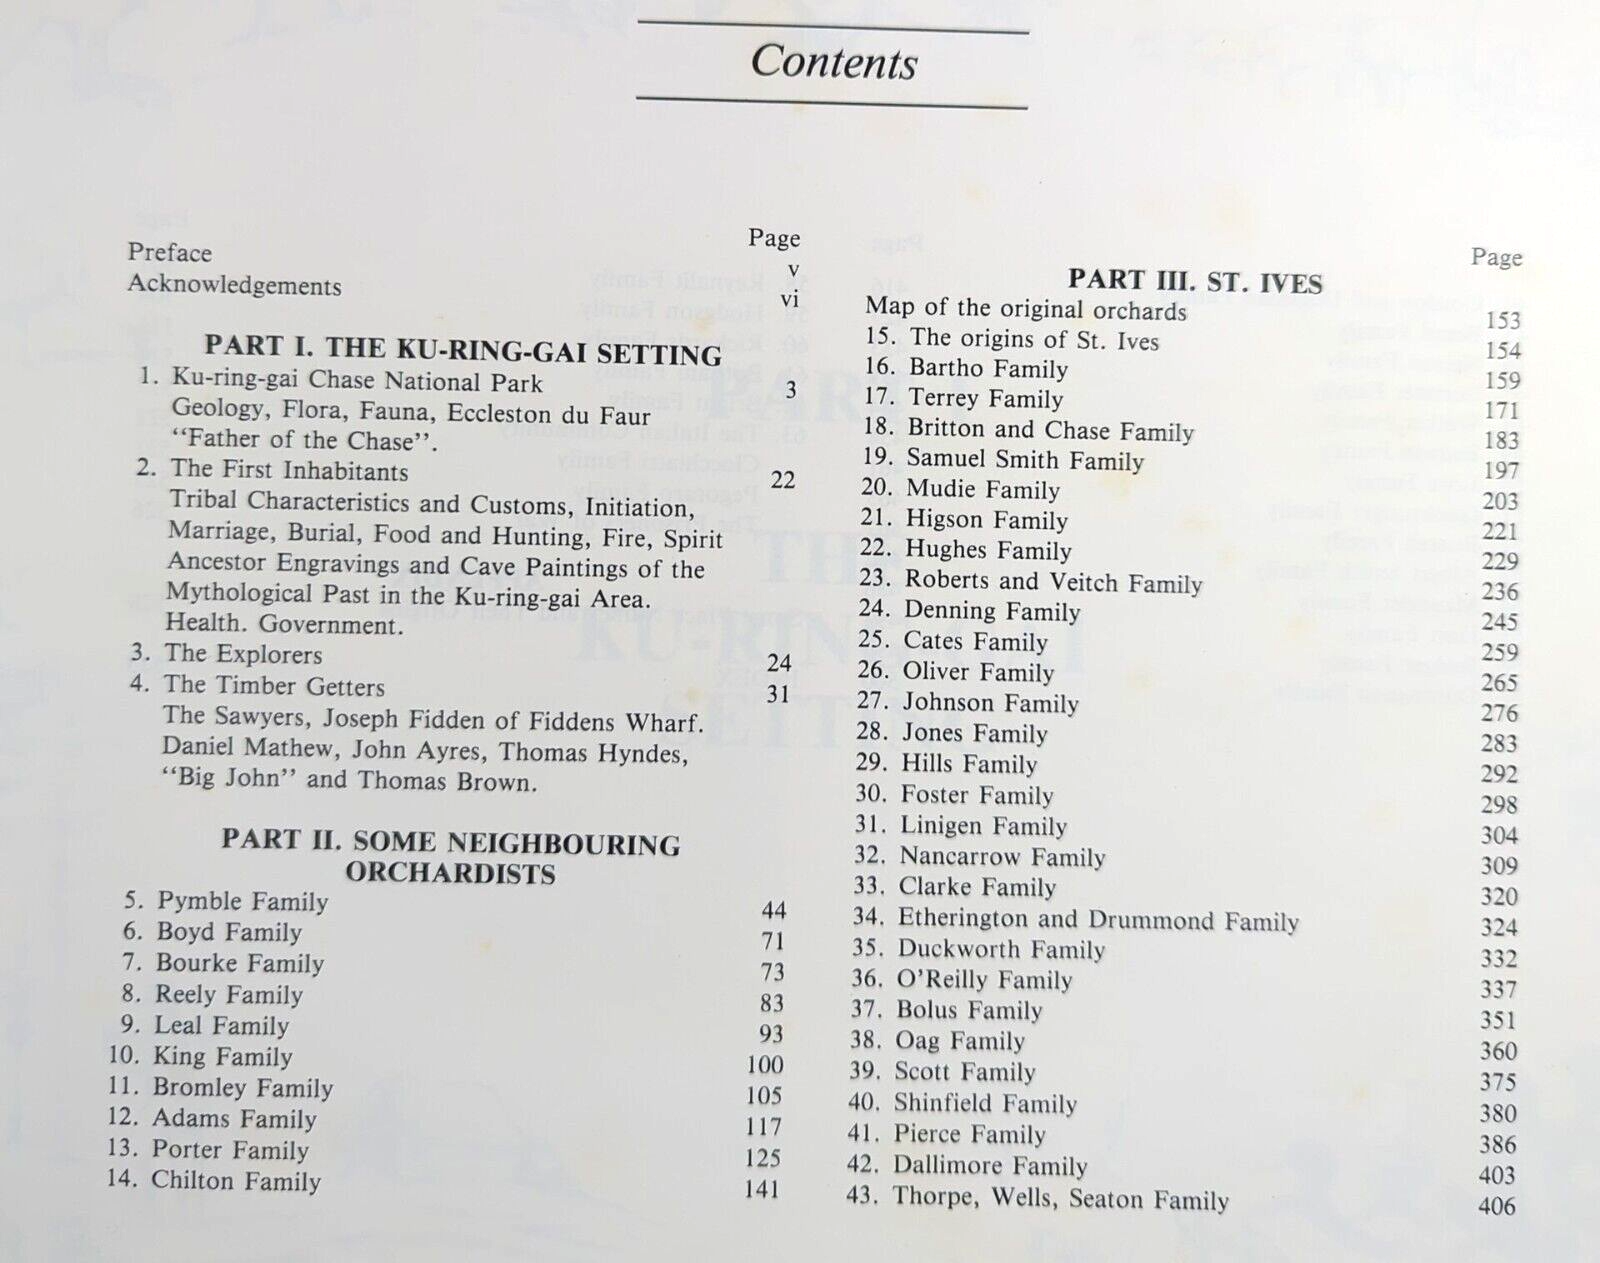 Contents
Page
Preface v
Acknowledgements vi
PART I. THE KU-RING-GAI SETTING
1. Ku-ring-gai Chase National Park 3
Geology, Flora, Fauna, Eccleston du Faur
“Father of the Chase”.
2. The First Inhabitants 22
Tribal Characteristics and Customs, Initiation,
Marriage, Burial, Food and Hunting, Fire, Spirit
Ancestor Engravings and Cave Paintings of the
Mythological Past in the Ku-ring-gai Area.
Health. Government.
3. The Explorers 24
4. The Timber Getters 31
The Sawyers, Joseph Fidden of Fiddens Wharf.
Daniel Mathew, John Ayres, Thomas Hyndes,
“Big John” and Thomas Brown.
PART II. SOME NEIGHBOURING
ORCHARDISTS
5. Pymble Family 44
6. Boyd Family 71
7. Bourke Family 73
8. Reely Family 83
9. Leal Family 93
10. King Family 100
11. Bromley Family 105
12. Adams Family 117
13. Porter Family 125
14. Chilton Family 141
Page
PART III. ST. IVES
Map of the original orchards 153
15. The origins of St. Ives 154
16. Bartho Family 159
17. Terrey Family 171
18. Britton and Chase Family 183
19. Samuel Smith Family 197
20. Mudie Family 203
21. Higson Family 221
22. Hughes Family 229
23. Roberts and Veitch Family 236
24. Denning Family 245
25. Cates Family 259
26. Oliver Family 265
27. Johnson Family 276
28. Jones Family 283
29. Hills Family 292
30. Foster Family 298
31. Linigen Family 304
32. Nancarrow Family 309
33. Clarke Family 320
34. Etherington and Drummond Family 324
35. Duckworth Family 332
36. O’Reilly Family 337
37. Bolus Family 351
38. Oag Family 360
39. Scott Family 375
40. Shinfield Family 380
41. Pierce Family 386
42. Dallimore Family 403
43. Thorpe, Wells, Seaton Family 406